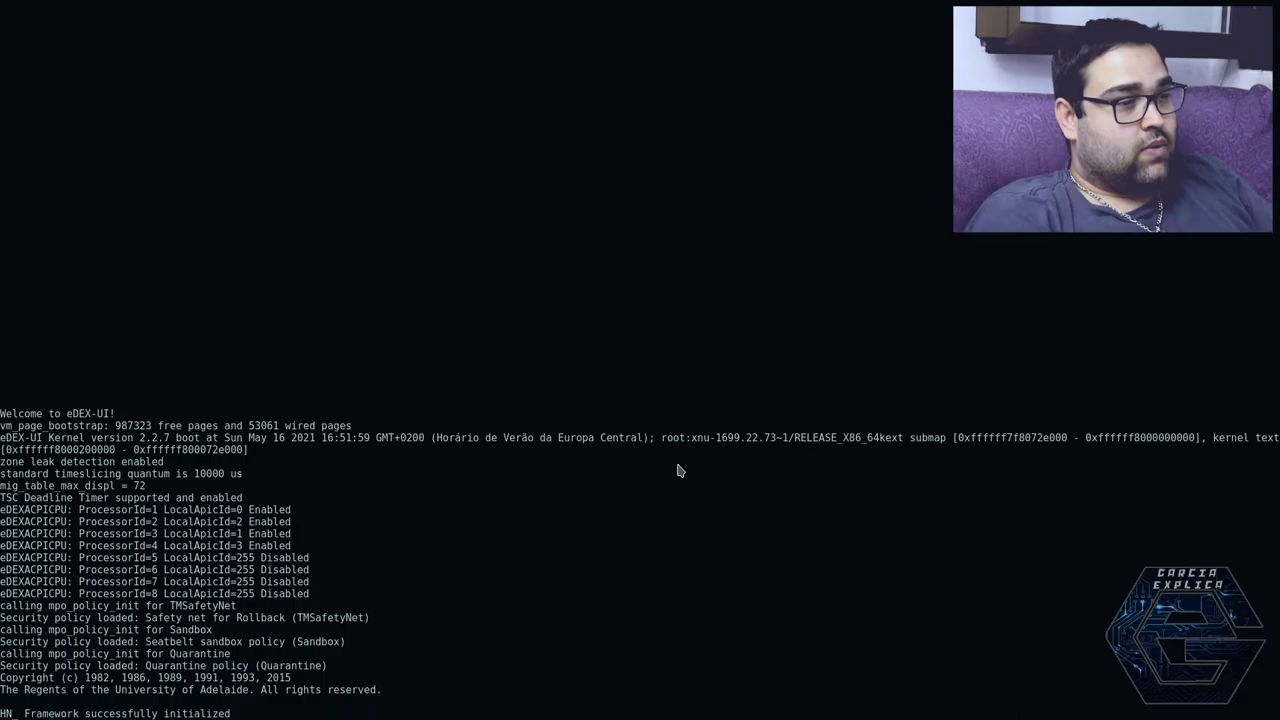 Welcome to eDEX-UI!
vm_page_bootstrap: 987323 free pages and 53061 wired pages
eDEX-UI Kernel version 2.2.7 boot at Sun May 16 2021 16:51:59 GMT+0200 (Horário de Verão da Europa Central); root:xnu-1699.22.73~1/RELEASE_X86_64kext submap [0xffffff7f8072e000 - 0xffffff8000000000], kernel text
[0xffffff8000200000 - 0xffffff800072e000]
zone leak detection enabled
standard timeslicing quantum is 10000 us
mig_table_max_displ = 72
TSC Deadline Timer supported and enabled
eDEXACPICPU: ProcessorId=1 LocalApicId=0 Enabled
eDEXACPICPU: ProcessorId=2 LocalApicId=2 Enabled
eDEXACPICPU: ProcessorId=3 LocalApicId=1 Enabled
eDEXACPICPU: ProcessorId=4 LocalApicId=3 Enabled
eDEXACPICPU: ProcessorId=5 LocalApicId=255 Disabled
eDEXACPICPU: ProcessorId=6 LocalApicId=255 Disabled
eDEXACPICPU: ProcessorId=7 LocalApicId=255 Disabled
eDEXACPICPU: ProcessorId=8 LocalApicId=255 Disabled
calling mpo_policy_init for TMSafetyNet
Security policy loaded: Safety net for Rollback (TMSafetyNet)
calling mpo_policy_init for Sandbox
Security policy loaded: Seatbelt sandbox policy (Sandbox)
calling mpo_policy_init for Quarantine
Security policy loaded: Quarantine policy (Quarantine)
Copyright (c) 1982, 1986, 1989, 1991, 1993, 2015
The Regents of the University of Adelaide. All rights reserved.
HN_ Framework successfully initialized
GARCIA
EXPLICA